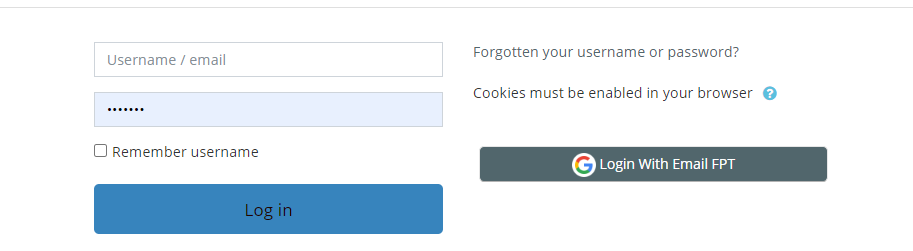 Username / email
•••••••
Remember username
Log in
Forgotten your username or password?
Cookies must be enabled in your browser ?
G Login With Email FPT